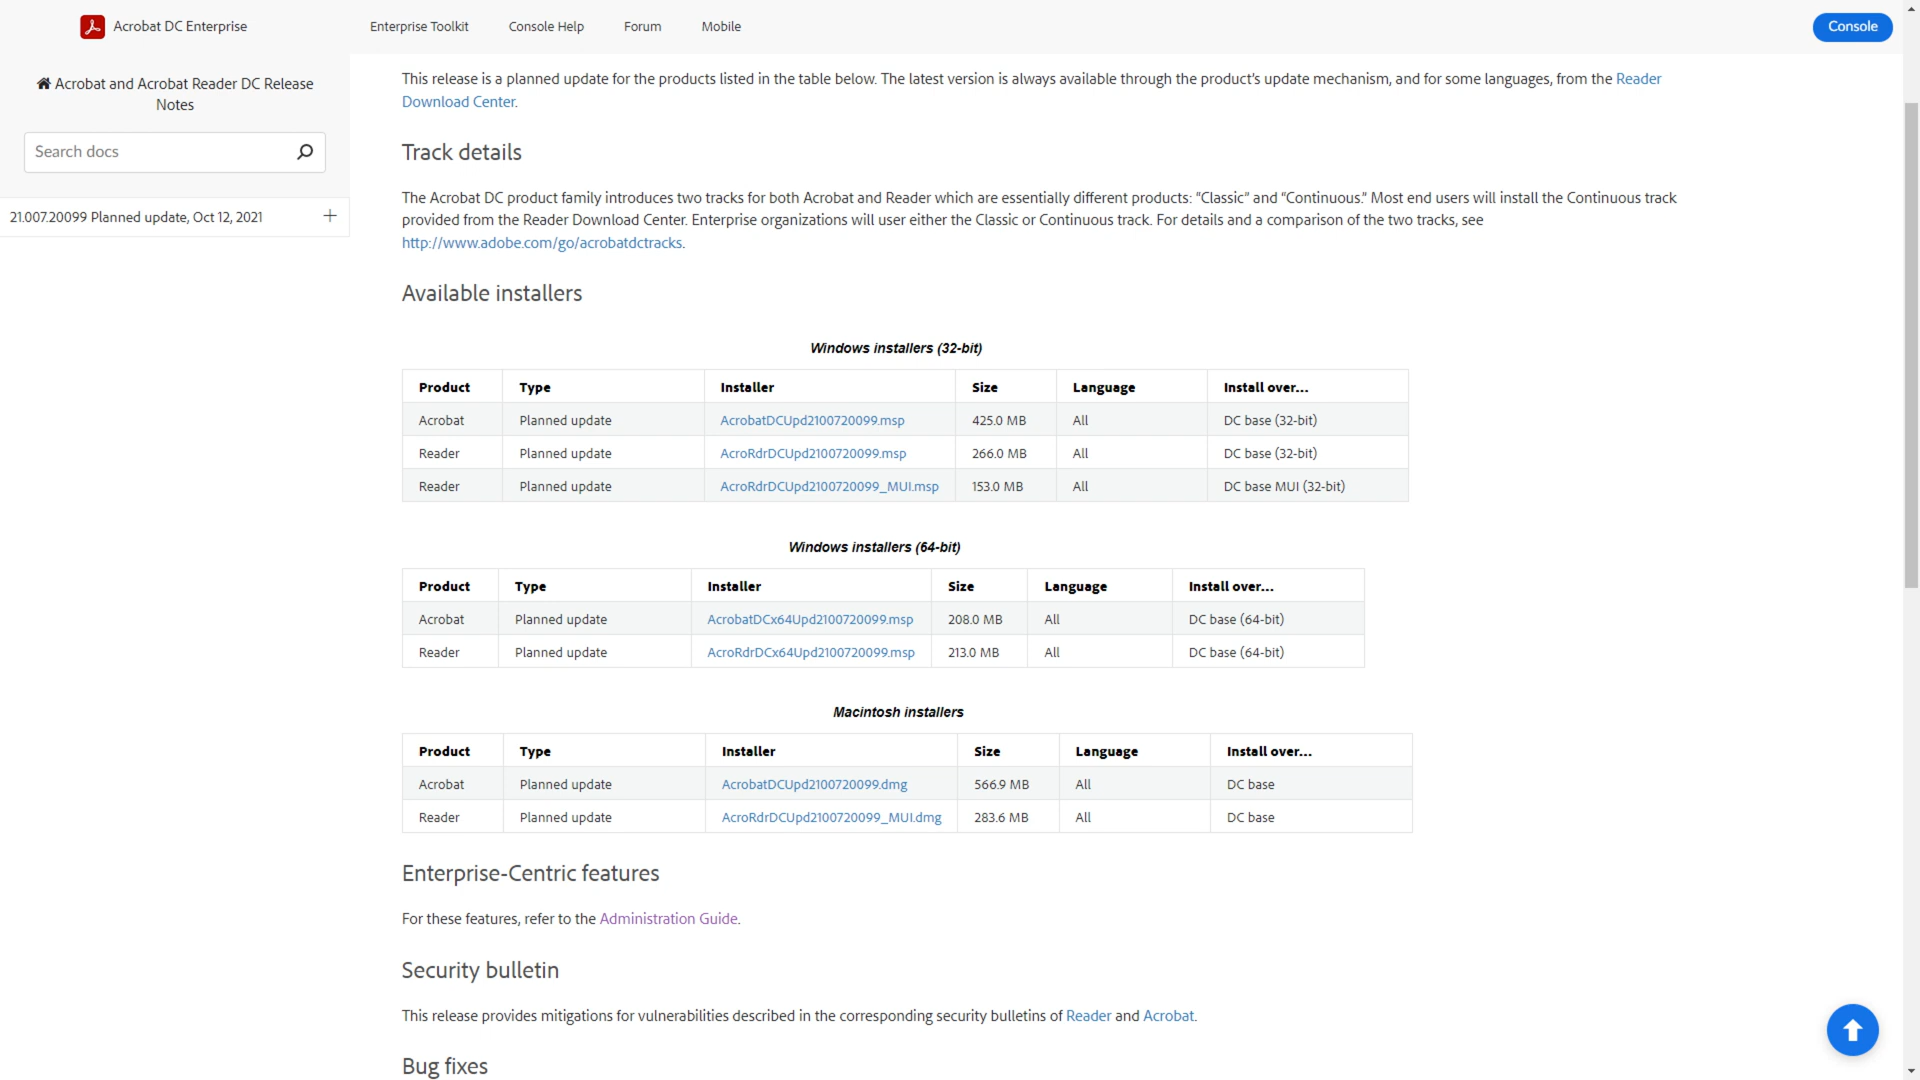 Acrobat DC Enterprise
Enterprise Toolkit
Console Help
Forum
Mobile
Console
Acrobat and Acrobat Reader DC Release
Notes
Search docs
21.007.20099 Planned update, Oct 12, 2021
This release is a planned update for the products listed in the table below. The latest version is always available through the product's update mechanism, and for some languages, from the Reader
Download Center.
Track details
The Acrobat DC product family introduces two tracks for both Acrobat and Reader which are essentially different products: “Classic” and “Continuous.” Most end users will install the Continuous track
provided from the Reader Download Center. Enterprise organizations will user either the Classic or Continuous track. For details and a comparison of the two tracks, see
http://www.adobe.com/go/acrobatdctracks.
Available installers
Windows installers (32-bit)
Product Type Installer Size Language Install over...
Acrobat Planned update AcrobatDCUpd2100720099.msp 425.0 MB All DC base (32-bit)
Reader Planned update AcroRdrDCUpd2100720099.msp 266.0 MB All DC base (32-bit)
Reader Planned update AcroRdrDCUpd2100720099_MUI.msp 153.0 MB All DC base MUI (32-bit)
Windows installers (64-bit)
Product Type Installer Size Language Install over...
Acrobat Planned update AcrobatDCx64Upd2100720099.msp 208.0 MB All DC base (64-bit)
Reader Planned update AcroRdrDCx64Upd2100720099.msp 213.0 MB All DC base (64-bit)
Macintosh installers
Product Type Installer Size Language Install over...
Acrobat Planned update AcrobatDCUpd2100720099.dmg 566.9 MB All DC base
Reader Planned update AcroRdrDCUpd2100720099_MUI.dmg 283.6 MB All DC base
Enterprise-Centric features
For these features, refer to the Administration Guide.
Security bulletin
This release provides mitigations for vulnerabilities described in the corresponding security bulletins of Reader and Acrobat.
Bug fixes